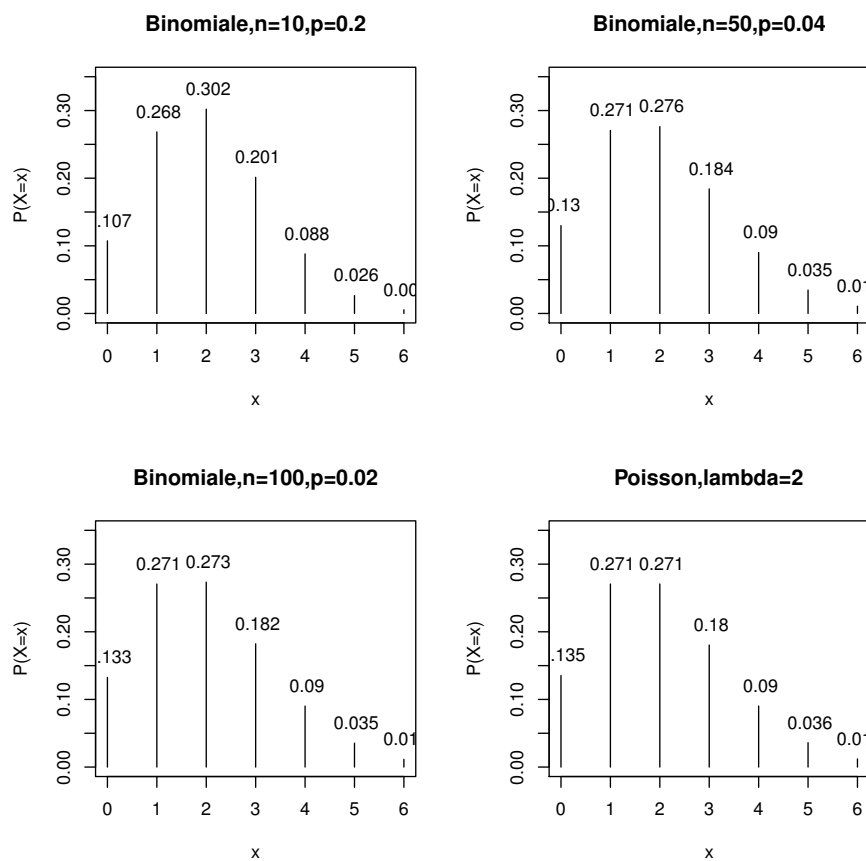 Binomiale,n=10,p=0.2
P(X=x)
0.00 0.10 0.20 0.30
.107 0.268 0.302 0.201 0.088 0.026 0.00
0 1 2 3 4 5 6
x
Binomiale,n=50,p=0.04
P(X=x)
0.00 0.10 0.20 0.30
0.13 0.271 0.276 0.184 0.09 0.035 0.01
0 1 2 3 4 5 6
x
Binomiale,n=100,p=0.02
P(X=x)
0.00 0.10 0.20 0.30
.133 0.271 0.273 0.182 0.09 0.035 0.01
0 1 2 3 4 5 6
x
Poisson,lambda=2
P(X=x)
0.00 0.10 0.20 0.30
.135 0.271 0.271 0.18 0.09 0.036 0.01
0 1 2 3 4 5 6
x